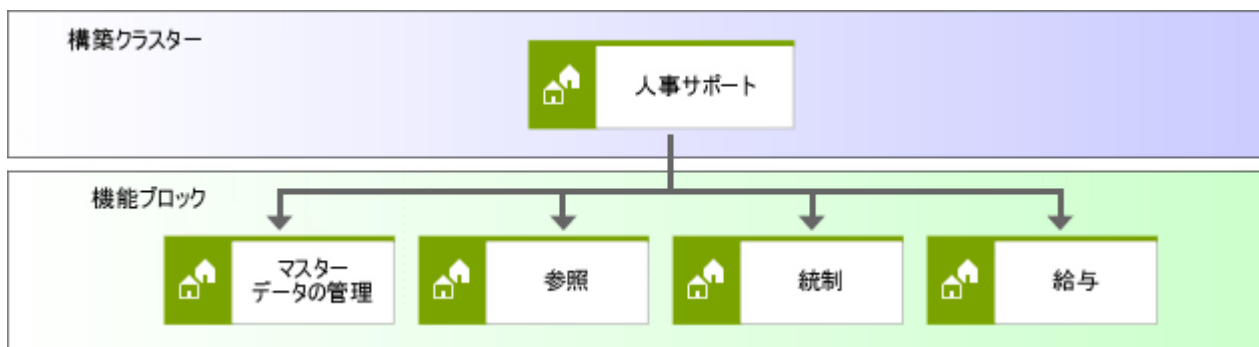 構築クラスター
人事サポート
機能ブロック
マスター
データの管理
参照
統制
給与